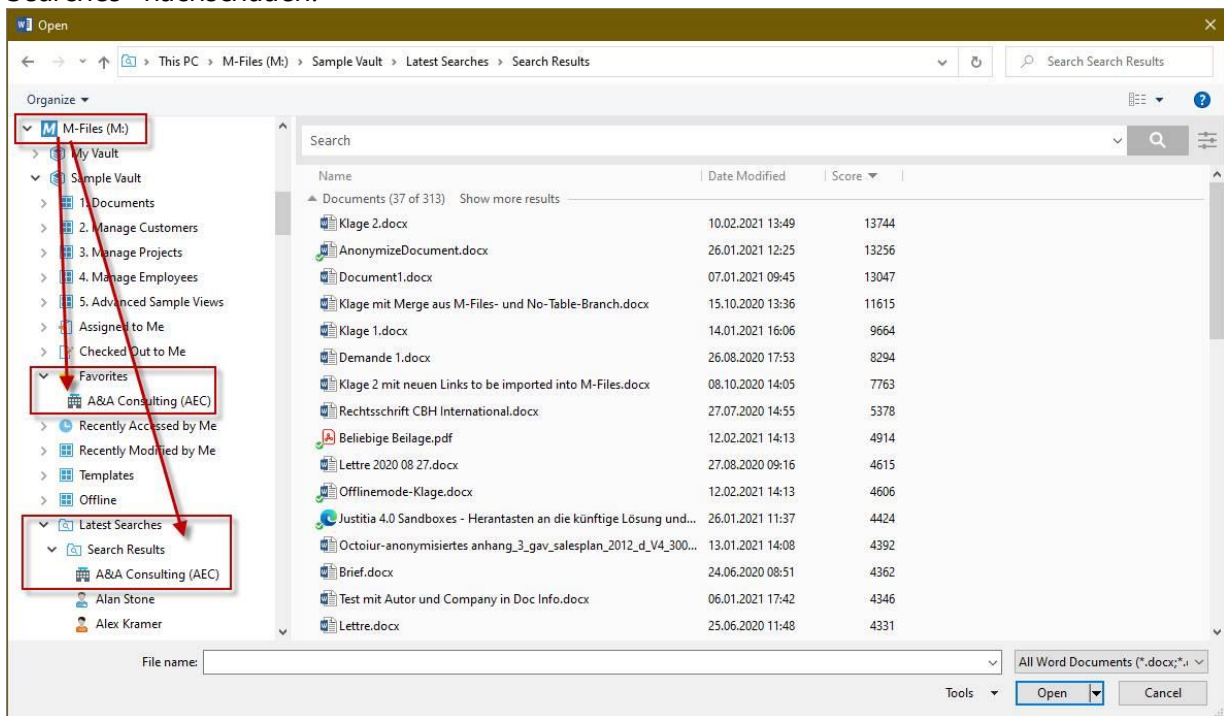 Searches“ nachschauen.
Open
This PC › M-Files (M:) › Sample Vault › Latest Searches › Search Results
Search Search Results
Organize
M-Files (M:)
My Vault
Sample Vault
1. Documents
2. Manage Customers
3. Manage Projects
4. Manage Employees
5. Advanced Sample Views
Assigned to Me
Checked Out to Me
Favorites
A&A Consulting (AEC)
Recently Accessed by Me
Recently Modified by Me
Templates
Offline
Latest Searches
Search Results
A&A Consulting (AEC)
Alan Stone
Alex Kramer
Search
Name Date Modified Score
Documents (37 of 313) Show more results
Klage 2.docx 10.02.2021 13:49 13744
AnonymizeDocument.docx 26.01.2021 12:25 13256
Document1.docx 07.01.2021 09:45 13047
Klage mit Merge aus M-Files- und No-Table-Branch.docx 15.10.2020 13:36 11615
Klage 1.docx 14.01.2021 16:06 9664
Demande 1.docx 26.08.2020 17:53 8294
Klage 2 mit neuen Links to be imported into M-Files.docx 08.10.2020 14:05 7763
Rechtsschrift CBH International.docx 27.07.2020 14:55 5378
Beliebige Beilage.pdf 12.02.2021 14:13 4914
Lettre 2020 08 27.docx 27.08.2020 09:16 4615
Offlinemode-Klage.docx 12.02.2021 14:13 4606
Justitia 4.0 Sandboxes - Herantasten an die künftige Lösung und... 26.01.2021 11:37 4424
Octoiur-anonymisiertes anhang_3_gav_salesplan_2012_d_V4_300... 13.01.2021 14:08 4392
Brief.docx 24.06.2020 08:51 4362
Test mit Autor und Company in Doc Info.docx 06.01.2021 17:42 4346
Lettre.docx 25.06.2020 11:48 4331
File name:
All Word Documents (*.docx;*.
Tools Open Cancel